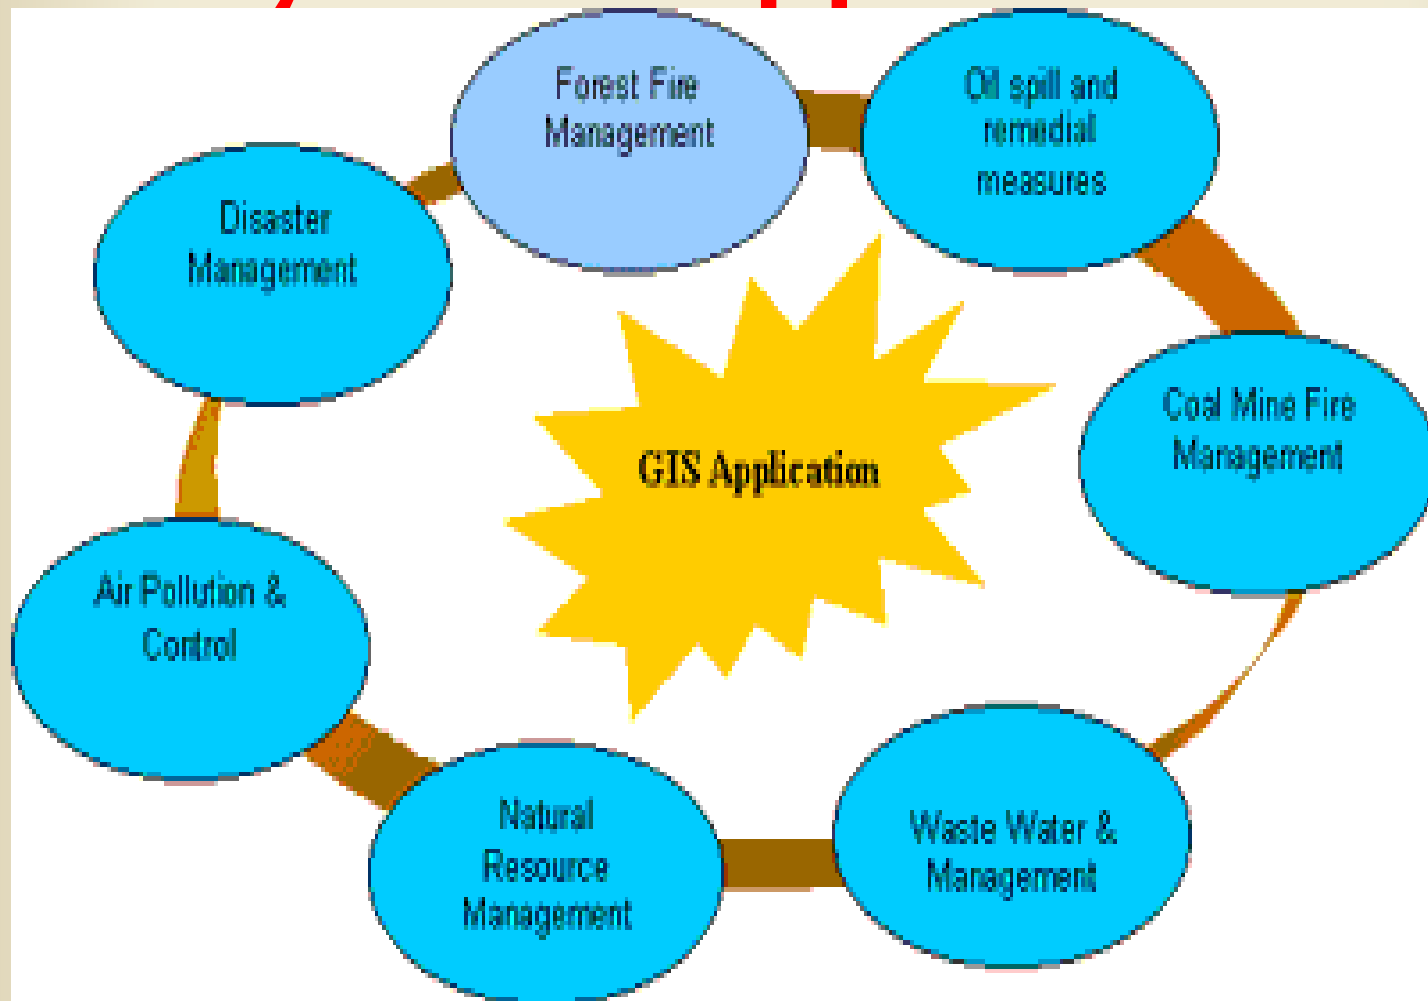 Forest Fire
Management
Oil spill and
remedial
measures
Disaster
Management
Coal Mine Fire
Management
GIS Application
Air Pollution &
Control
Natural
Resource
Management
Waste Water &
Management